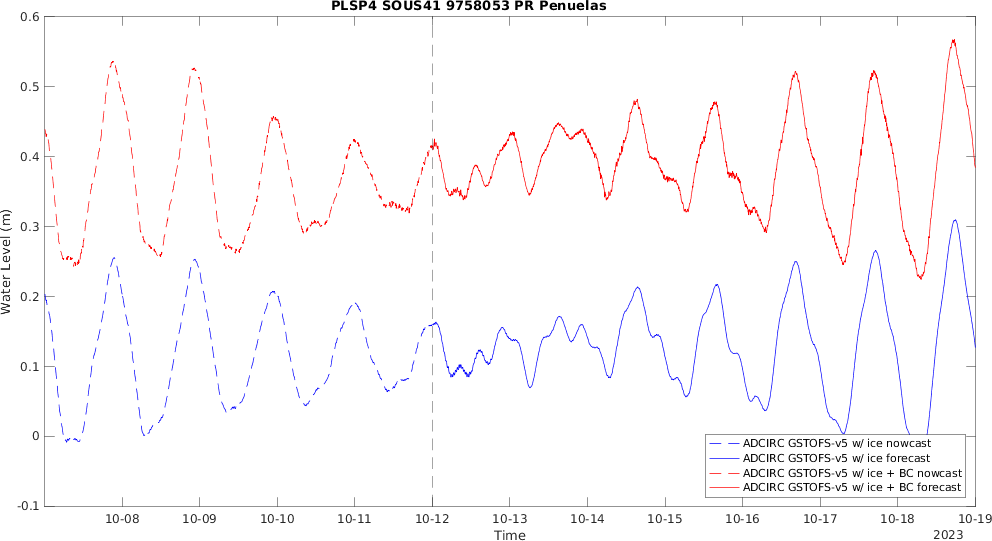 PLSP4 SOUS41 9758053 PR Penuelas
0.6
0.5
0.4
0.3
0.2
0.1
0
-0.1
Water Level (m)
10-08 10-09 10-10 10-11 10-12 10-13 10-14 10-15 10-16 10-17 10-18 10-19
Time
2023
ADCIRC GSTOFS-v5 w/ ice nowcast
ADCIRC GSTOFS-v5 w/ ice forecast
ADCIRC GSTOFS-v5 w/ ice + BC nowcast
ADCIRC GSTOFS-v5 w/ ice + BC forecast